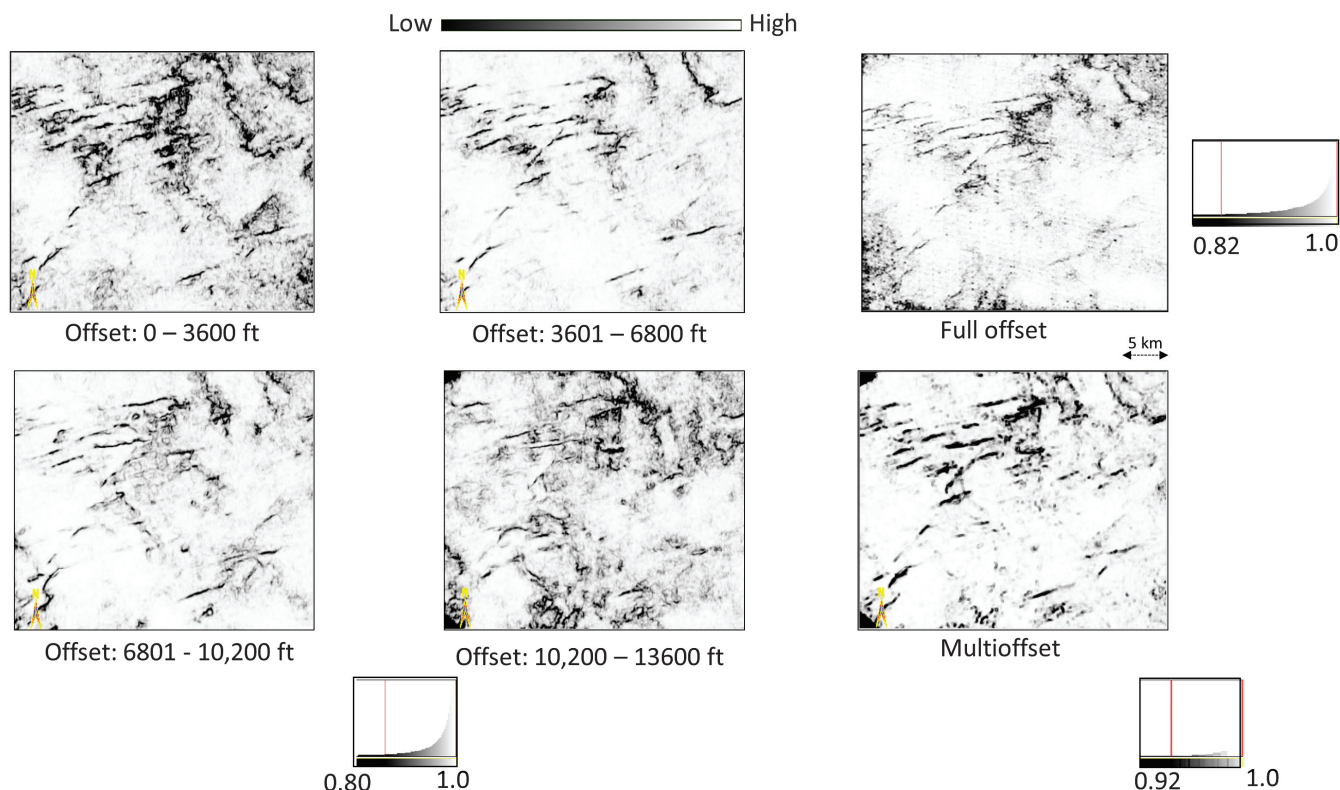 Low High
Offset: 0 – 3600 ft
Offset: 3601 – 6800 ft
Full offset
0.82 1.0
5 km
N
N
Offset: 6801 - 10,200 ft
Offset: 10,200 – 13600 ft
Multioffset
N
N
N
0.80 1.0
0.92 1.0